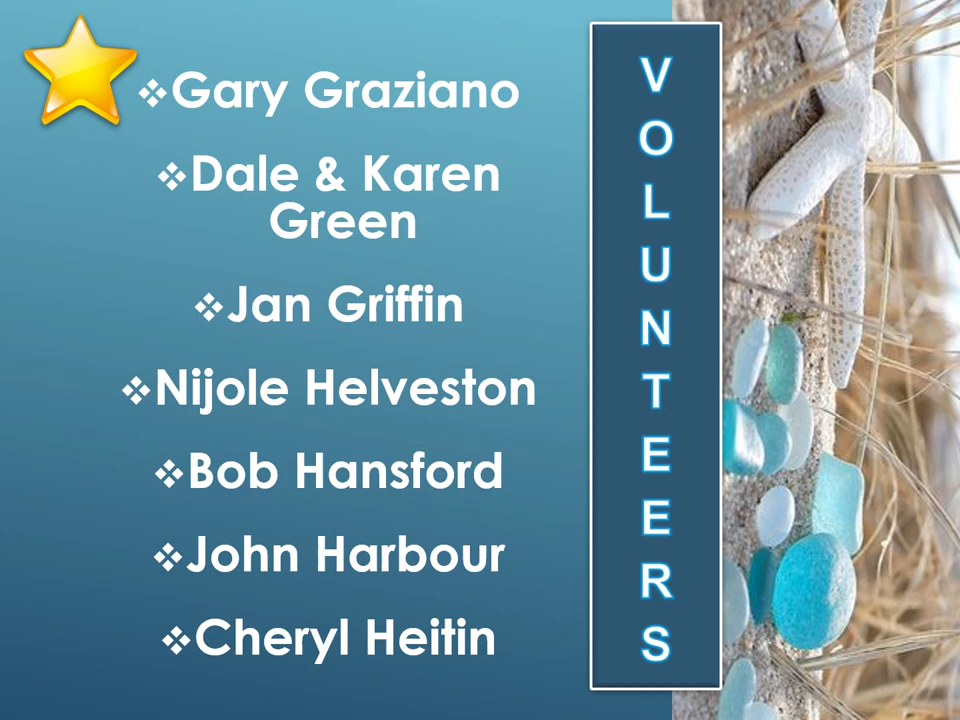 ❖Gary Graziano
❖Dale & Karen
Green
❖Jan Griffin
❖Nijole Helveston
❖Bob Hansford
❖John Harbour
❖Cheryl Heitin
V
O
L
U
N
T
E
E
R
S